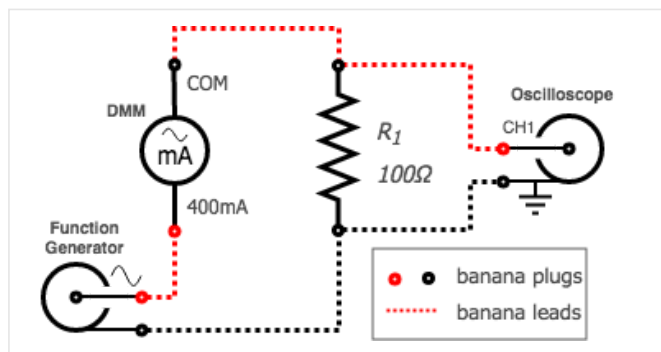 COM
DMM
mA
400mA
Function
Generator
R1
100Ω
Oscilloscope
CH1
banana plugs
banana leads